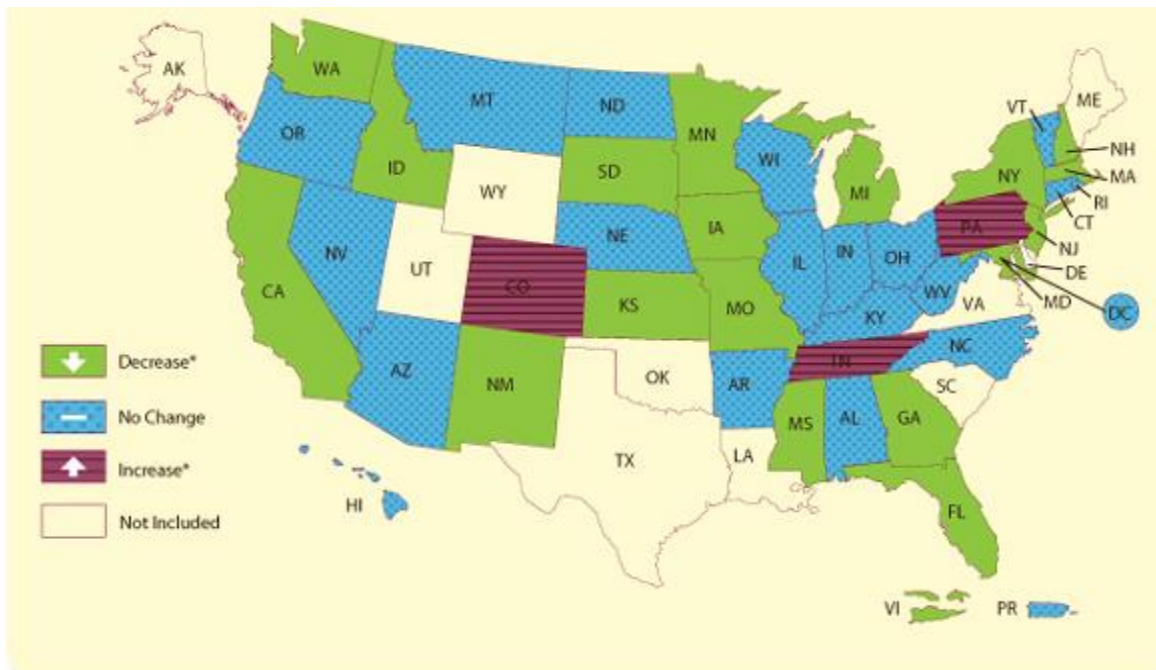 AK
WA
MT
ND
MN
VT
ME
OR
ID
WY
SD
WI
MI
NY
NH
MA
RI
CT
NV
UT
NE
IA
PA
NJ
DE
MD
DC
CA
CO
KS
MO
IL
IN
OH
WV
VA
KY
AZ
NM
OK
AR
TN
NC
SC
MS
AL
GA
TX
LA
FL
HI
VI
PR
Decrease*
No Change
Increase*
Not Included